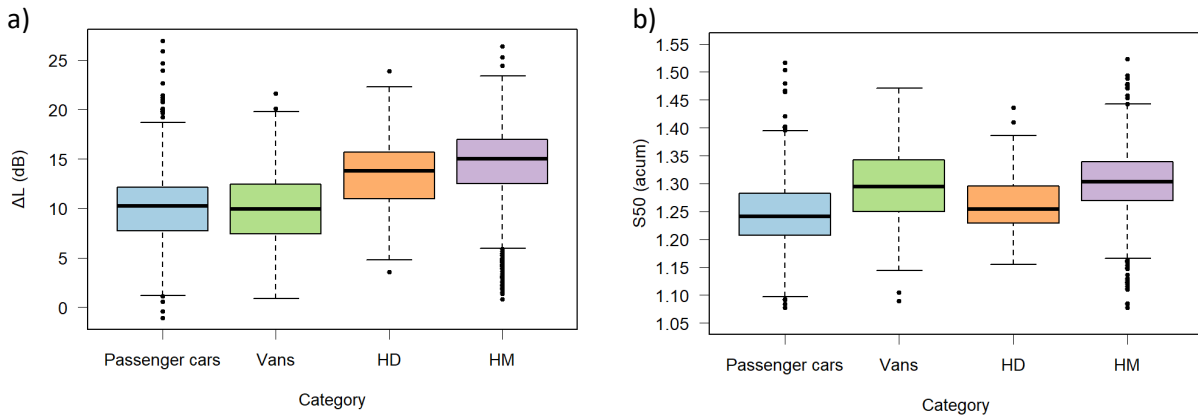 a)
ΔL (dB)
25
20
15
10
5
0
Passenger cars Vans HD HM
Category
b)
S50 (acum)
1.55
1.50
1.45
1.40
1.35
1.30
1.25
1.20
1.15
1.10
1.05
Passenger cars Vans HD HM
Category